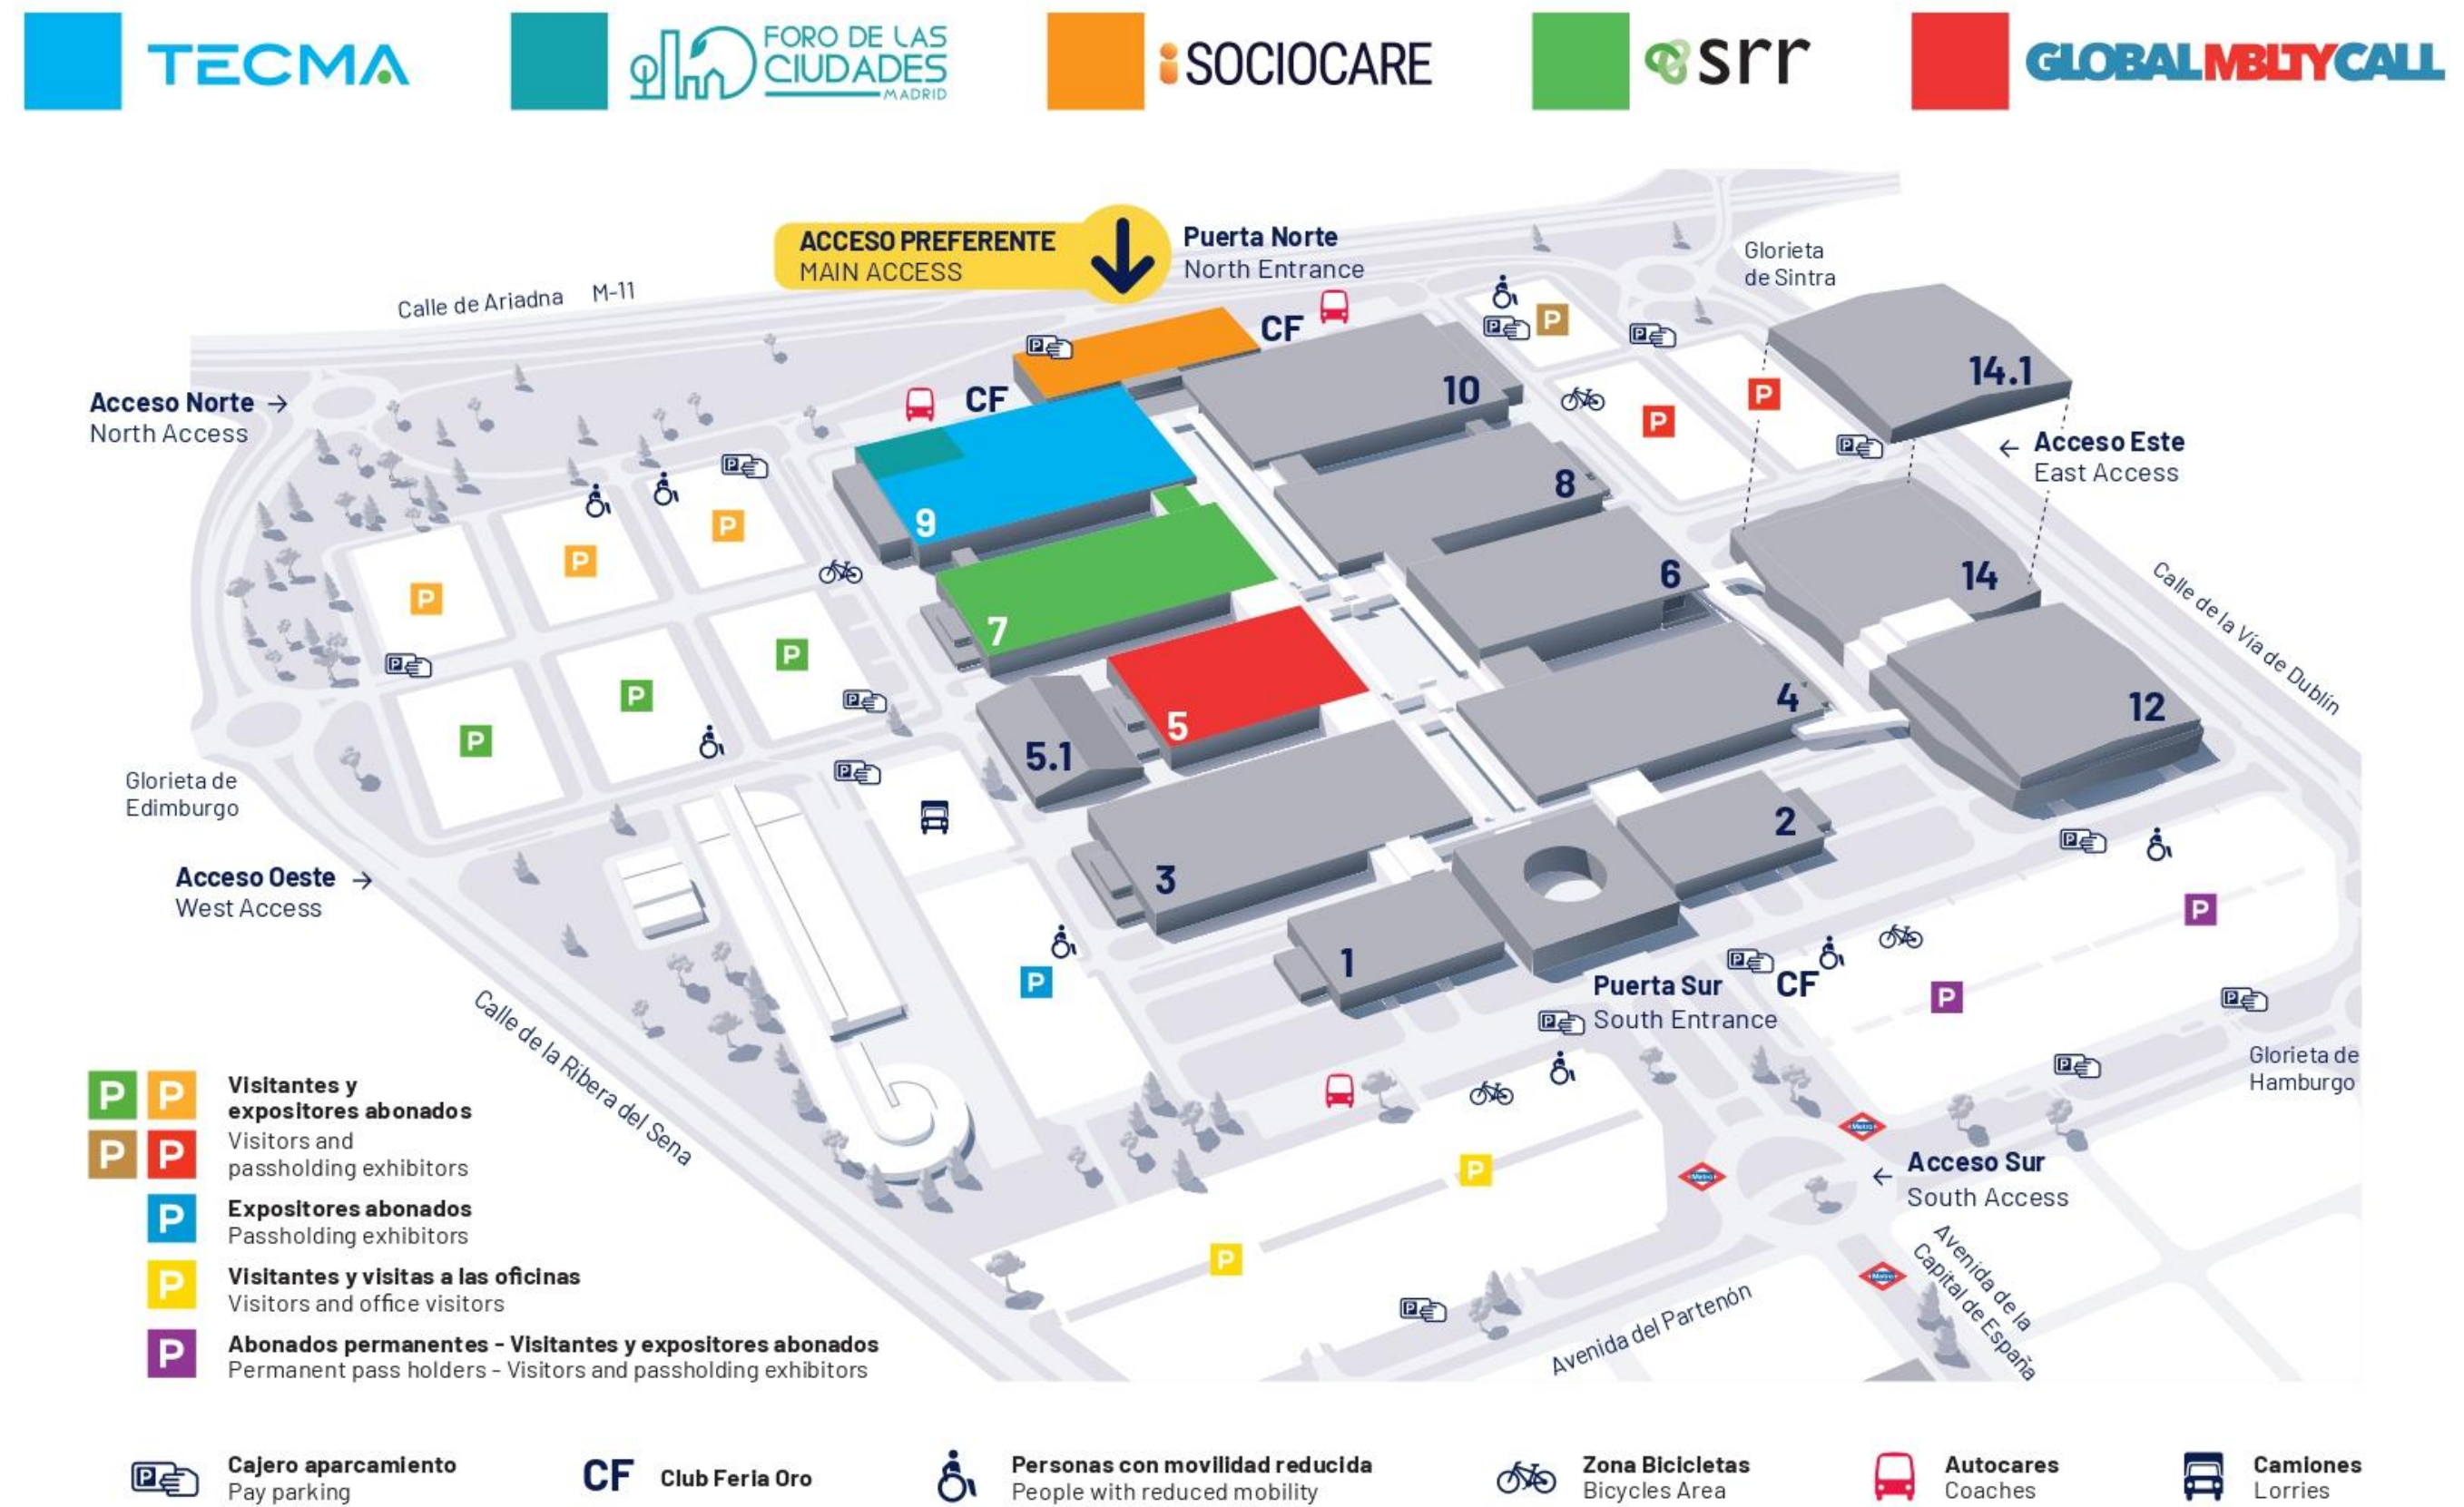 TECMA
FORO DE LAS
CIUDADES
MADRID
iSOCIOCARE
srr
GLOBALMBLTYCALL
ACCESO PREFERENTE
MAIN ACCESS
Puerta Norte
North Entrance
Glorieta
de Sintra
Calle de Ariadna M-11
CF
P
10
14.1
P
P
Acceso Norte →
North Access
CF
← Acceso Este
East Access
8
9
P
P
P
6
14
Calle de la Vía de Dublín
7
P
P
P
5
4
12
5.1
Glorieta de
Edimburgo
2
Acceso Oeste →
West Access
3
P
1
P
Puerta Sur
South Entrance
CF
P
Calle de la Ribera del Sena
Glorieta de
Hamburgo
Metro
Metro
Metro
← Acceso Sur
South Access
P
P
Avenida de la
Capital de España
Avenida del Partenón
P P
Visitantes y
expositores abonados
P P
Visitors and
passholding exhibitors
P
Expositores abonados
Passholding exhibitors
P
Visitantes y visitas a las oficinas
Visitors and office visitors
P
Abonados permanentes - Visitantes y expositores abonados
Permanent pass holders - Visitors and passholding exhibitors
P
Cajero aparcamiento
Pay parking
CF Club Feria Oro
Personas con movilidad reducida
People with reduced mobility
Zona Bicicletas
Bicycles Area
Autocares
Coaches
Camiones
Lorries